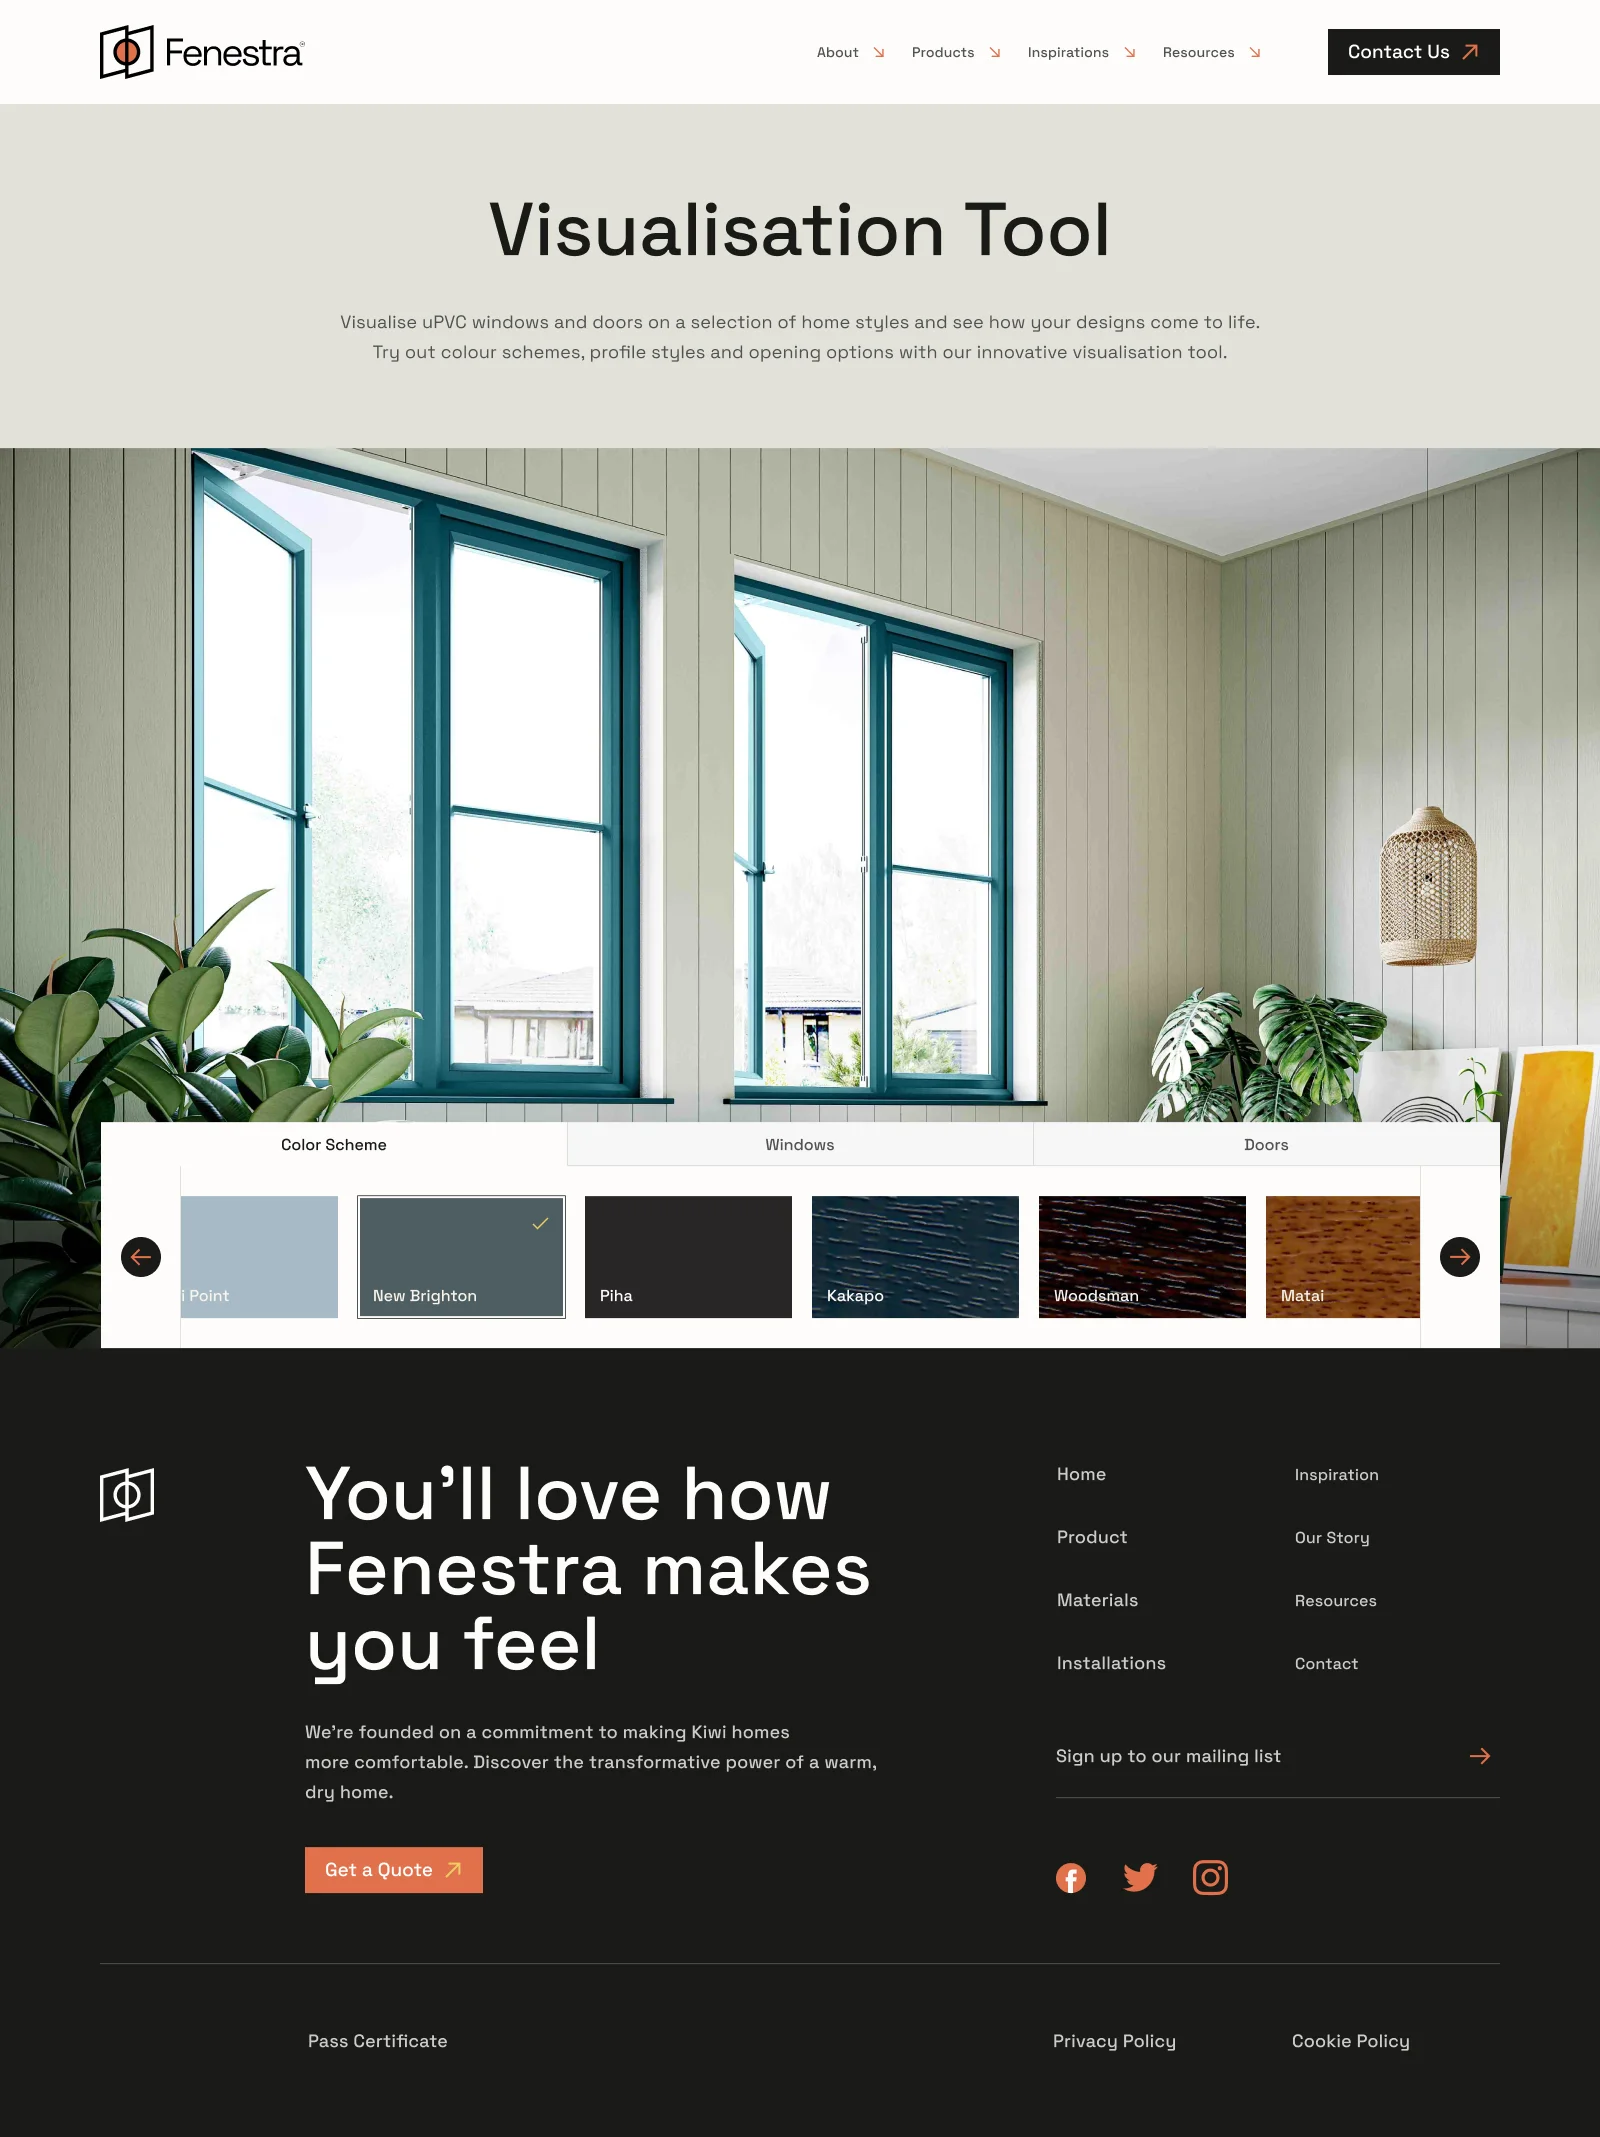 Fenestra®
About
Products
Inspirations
Resources
Contact Us
Visualisation Tool
Visualise uPVC windows and doors on a selection of home styles and see how your designs come to life.
Try out colour schemes, profile styles and opening options with our innovative visualisation tool.
Color Scheme
Windows
Doors
i Point
New Brighton
Piha
Kakapo
Woodsman
Matai
You’ll love how
Fenestra makes
you feel
We’re founded on a commitment to making Kiwi homes
more comfortable. Discover the transformative power of a warm,
dry home.
Get a Quote
Home
Inspiration
Product
Our Story
Materials
Resources
Installations
Contact
Sign up to our mailing list
Pass Certificate
Privacy Policy
Cookie Policy